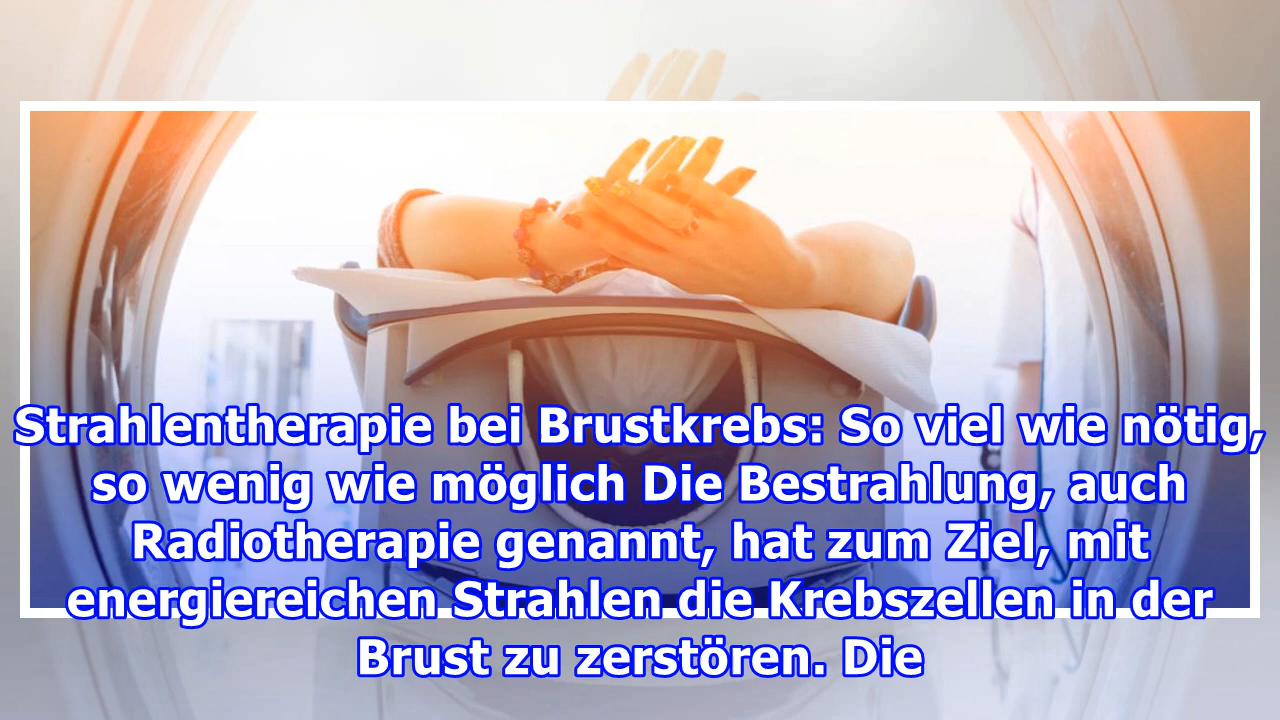 Strahlentherapie bei Brustkrebs: So viel wie nötig,
so wenig wie möglich Die Bestrahlung, auch
Radiotherapie genannt, hat zum Ziel, mit
energiereichen Strahlen die Krebszellen in der
Brust zu zerstören. Die